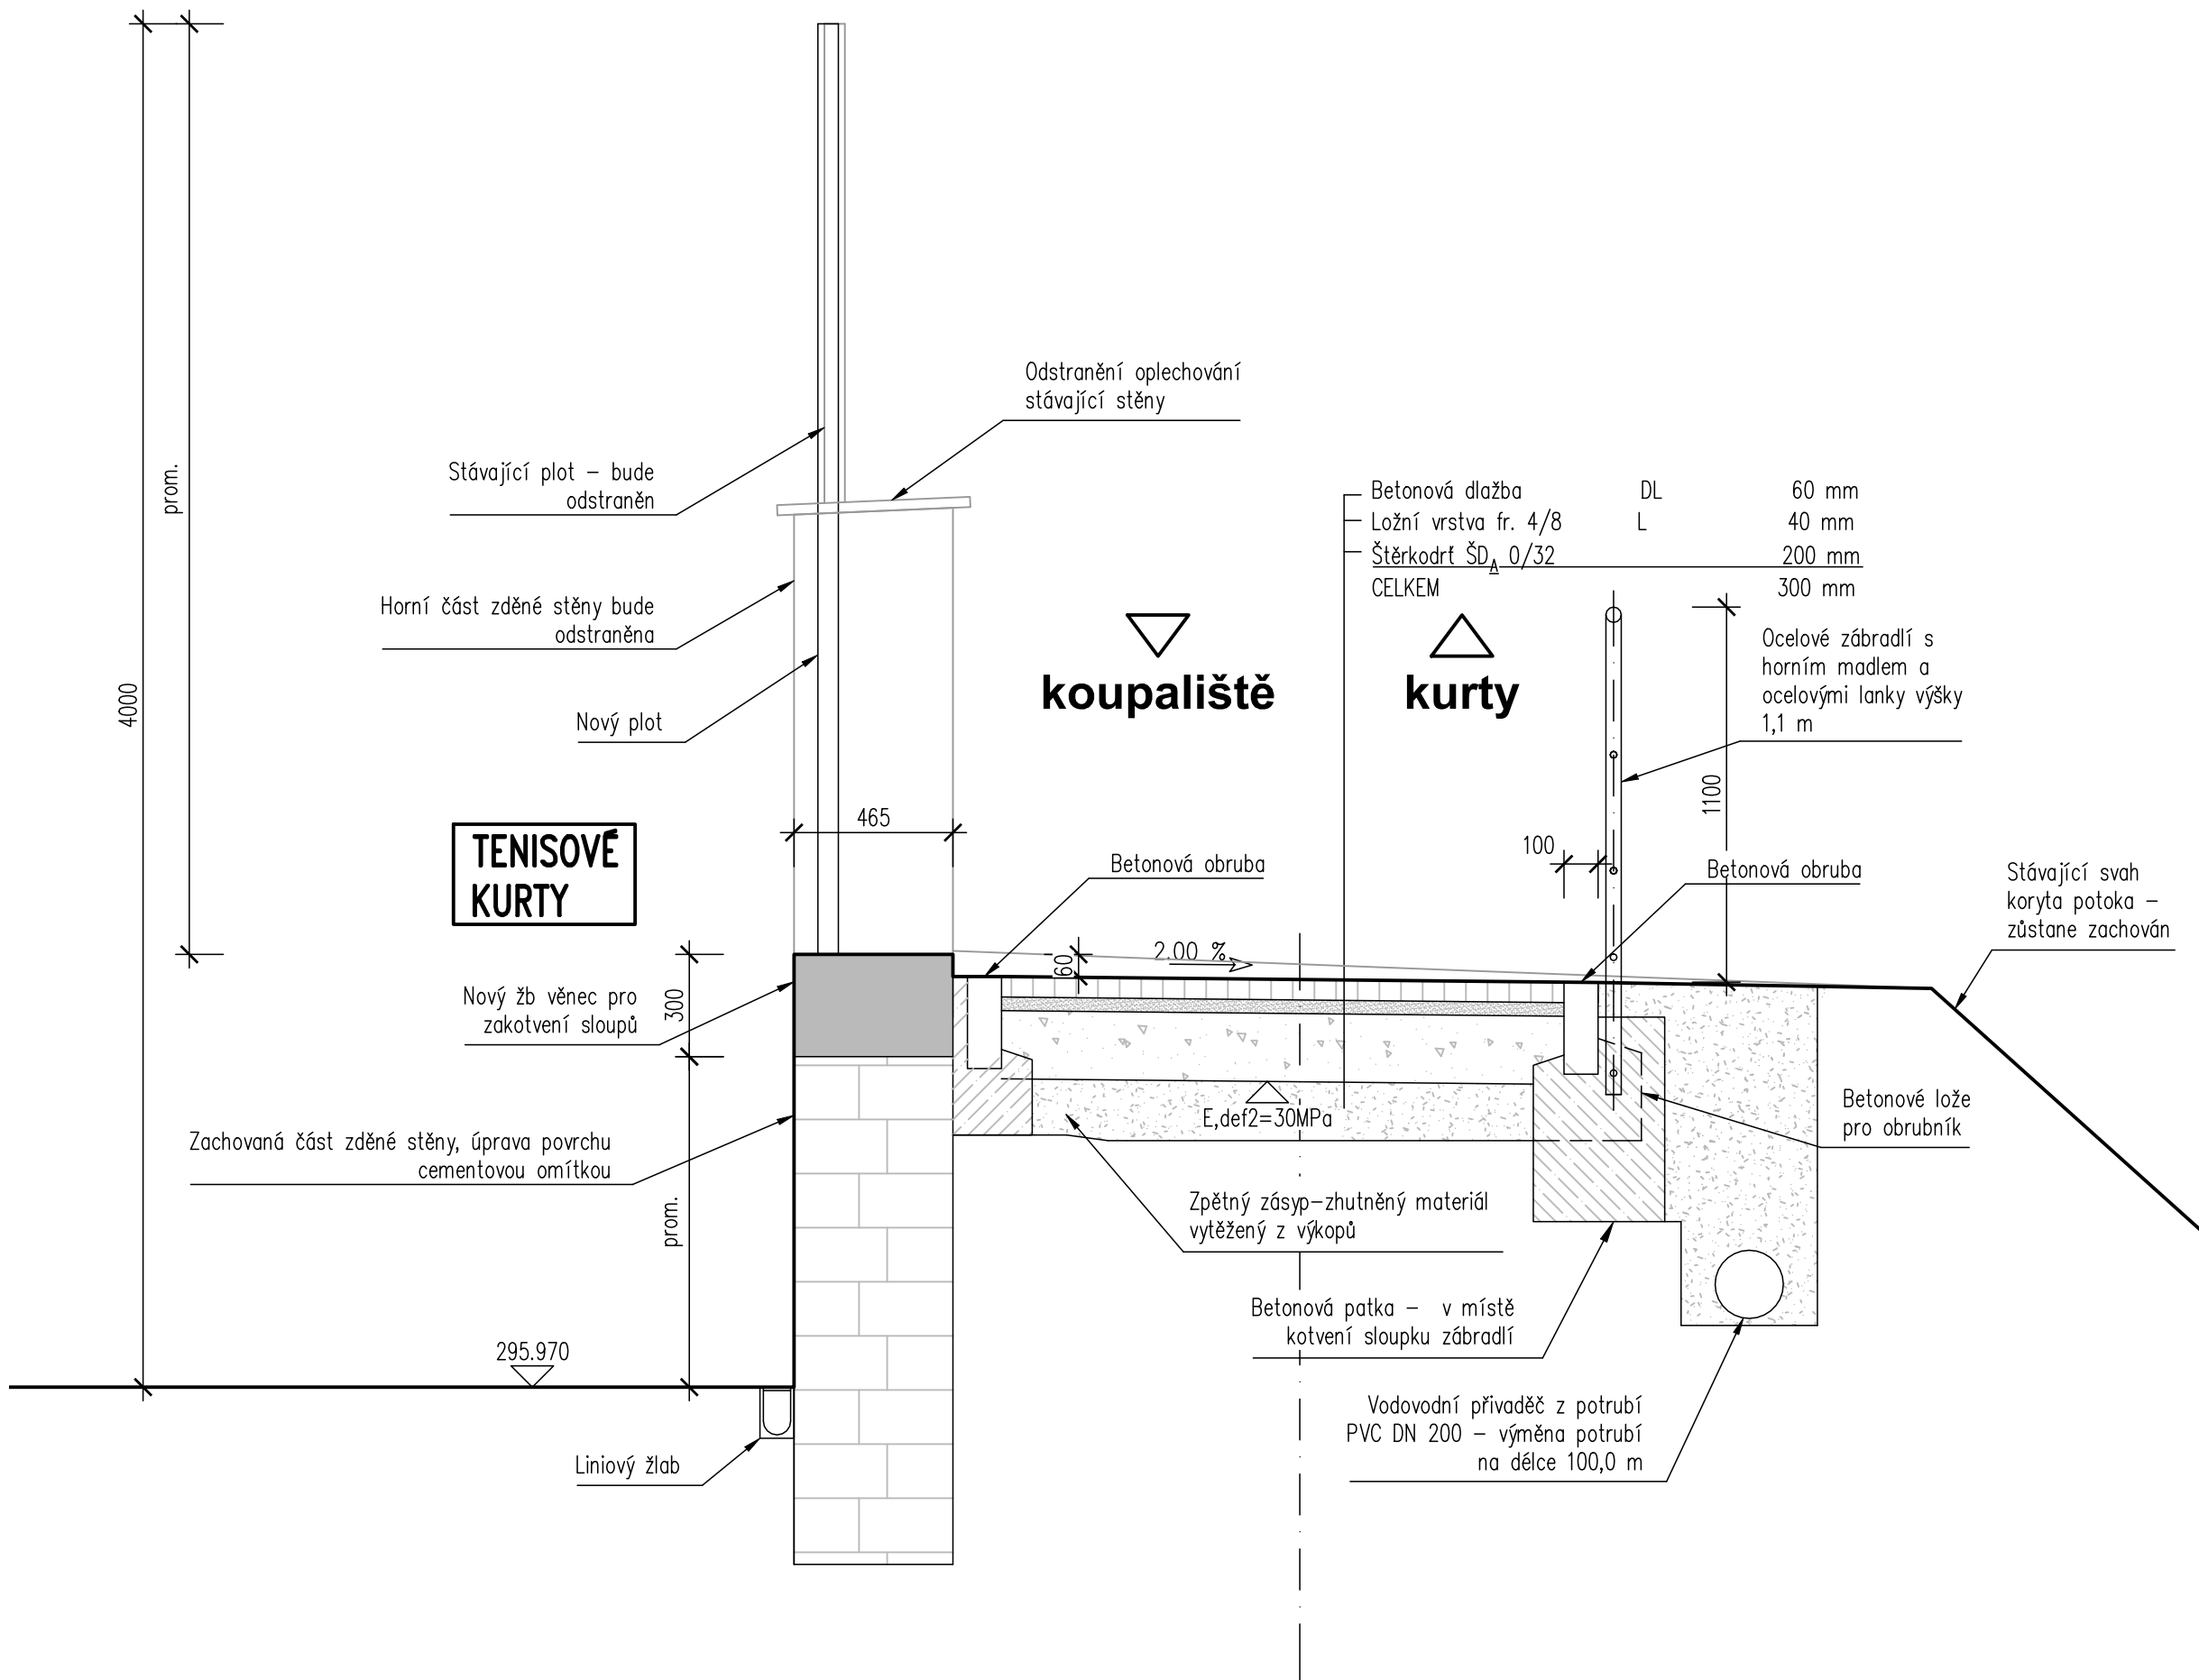 Odstranění oplechování
stávající stěny
Stávající plot – bude
odstraněn
prom.
4000
Betonová dlažba DL 60 mm
Ložní vrstva fr. 4/8 L 40 mm
Štěrkodrť ŠDA 0/32 200 mm
CELKEM 300 mm
Horní část zděné stěny bude
odstraněna
Ocelové zábradlí s
horním madlem a
ocelovými lanky výšky
1,1 m
koupaliště
kurty
Nový plot
1100
465
100
TENISOVÉ
KURTY
Betonová obruba
Betonová obruba
Stávající svah
koryta potoka –
zůstane zachován
2.00 %
60
Nový žb věnec pro
zakotvení sloupů
300
E,def2=30MPa
Betonové lože
pro obrubník
Zachovaná část zděné stěny, úprava povrchu
cementovou omítkou
prom.
Zpětný zásyp-zhutněný materiál
vytěžený z výkopů
Betonová patka – v místě
kotvení sloupku zábradlí
295.970
Vodovodní přivaděč z potrubí
PVC DN 200 – výměna potrubí
na délce 100,0 m
Liniový žlab